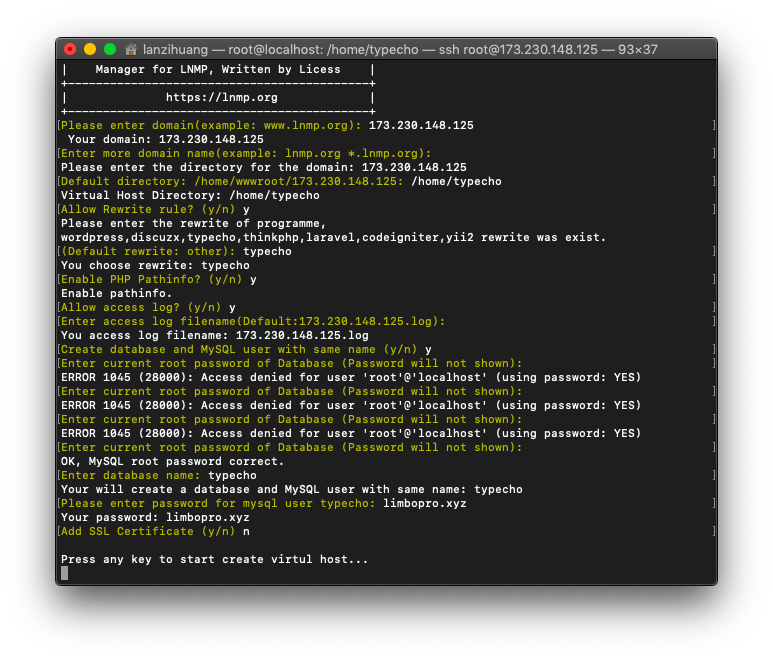 lanzihuang — root@localhost: /home/typecho — ssh root@173.230.148.125 — 93×37
|    Manager for LNMP, Written by Licess    |
+-------------------------------------------+
|              https://lnmp.org             |
+-------------------------------------------+
[Please enter domain(example: www.lnmp.org): 173.230.148.125 ]
 Your domain: 173.230.148.125
[Enter more domain name(example: lnmp.org *.lnmp.org): ]
Please enter the directory for the domain: 173.230.148.125
[Default directory: /home/wwwroot/173.230.148.125: /home/typecho ]
Virtual Host Directory: /home/typecho
[Allow Rewrite rule? (y/n) y ]
Please enter the rewrite of programme,
wordpress,discuzx,typecho,thinkphp,laravel,codeigniter,yii2 rewrite was exist.
[(Default rewrite: other): typecho ]
You choose rewrite: typecho
[Enable PHP Pathinfo? (y/n) y ]
Enable pathinfo.
[Allow access log? (y/n) y ]
[Enter access log filename(Default:173.230.148.125.log): ]
You access log filename: 173.230.148.125.log
[Create database and MySQL user with same name (y/n) y ]
[Enter current root password of Database (Password will not shown): ]
ERROR 1045 (28000): Access denied for user 'root'@'localhost' (using password: YES)
[Enter current root password of Database (Password will not shown): ]
ERROR 1045 (28000): Access denied for user 'root'@'localhost' (using password: YES)
[Enter current root password of Database (Password will not shown): ]
ERROR 1045 (28000): Access denied for user 'root'@'localhost' (using password: YES)
[Enter current root password of Database (Password will not shown): ]
OK, MySQL root password correct.
[Enter database name: typecho ]
Your will create a database and MySQL user with same name: typecho
[Please enter password for mysql user typecho: limbopro.xyz ]
Your password: limbopro.xyz
[Add SSL Certificate (y/n) n ]
Press any key to start create virtul host...